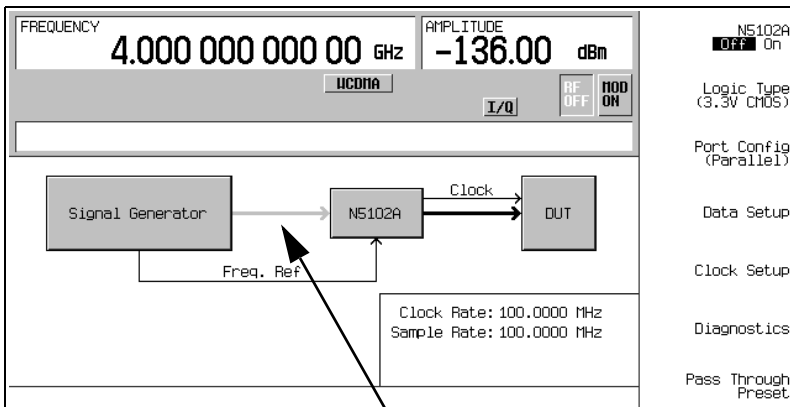 FREQUENCY
4.000 000 000 00 GHz
AMPLITUDE
-136.00 dBm
WCDMA
I/Q
RF
OFF
MOD
ON
Signal Generator
N5102A
Clock
DUT
Freq. Ref
Clock Rate: 100.0000 MHz
Sample Rate: 100.0000 MHz
N5102A
Off On
Logic Type
(3.3V CMOS)
Port Config
(Parallel)
Data Setup
Clock Setup
Diagnostics
Pass Through
Preset